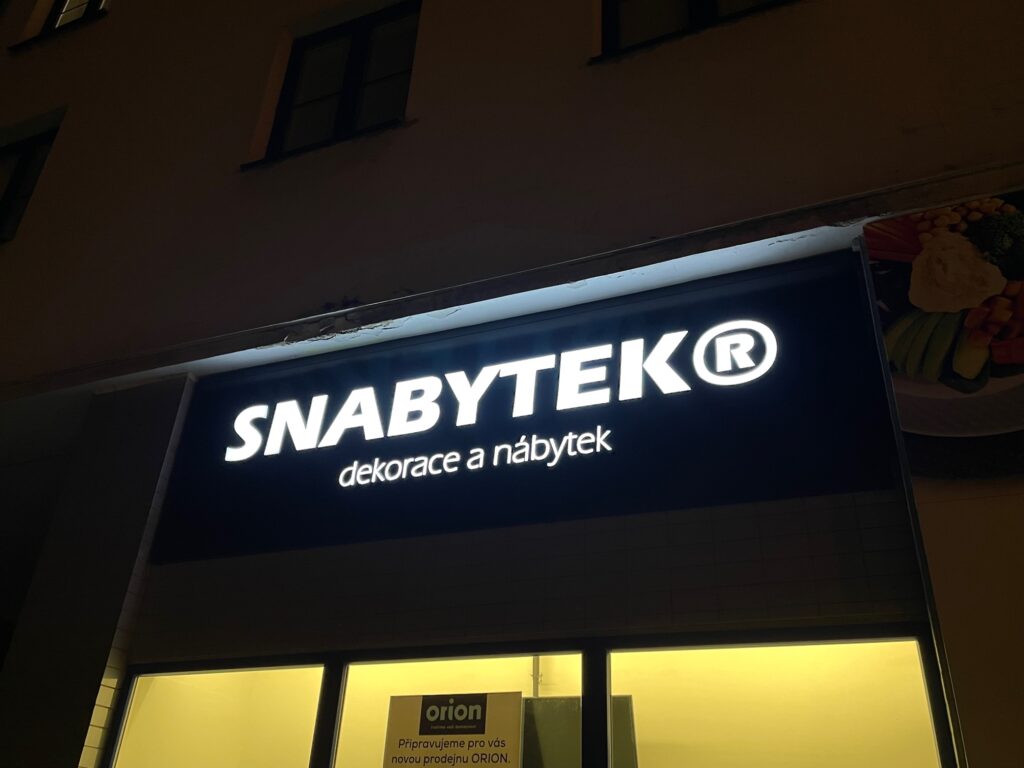 SNABYTEK®
dekorace a nábytek
orion
Připravujeme pro vás
novou prodejnu ORION.